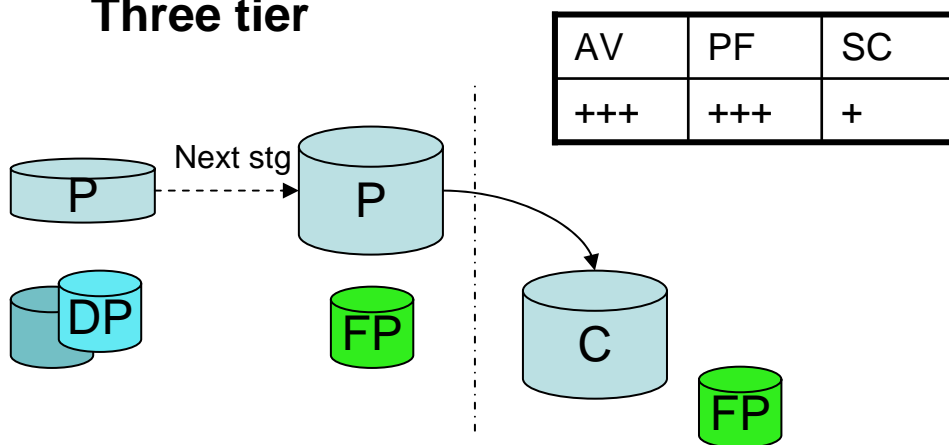 Three tier
AV PF SC
+++ +++ +
Next stg
P
P
DP
FP
C
FP